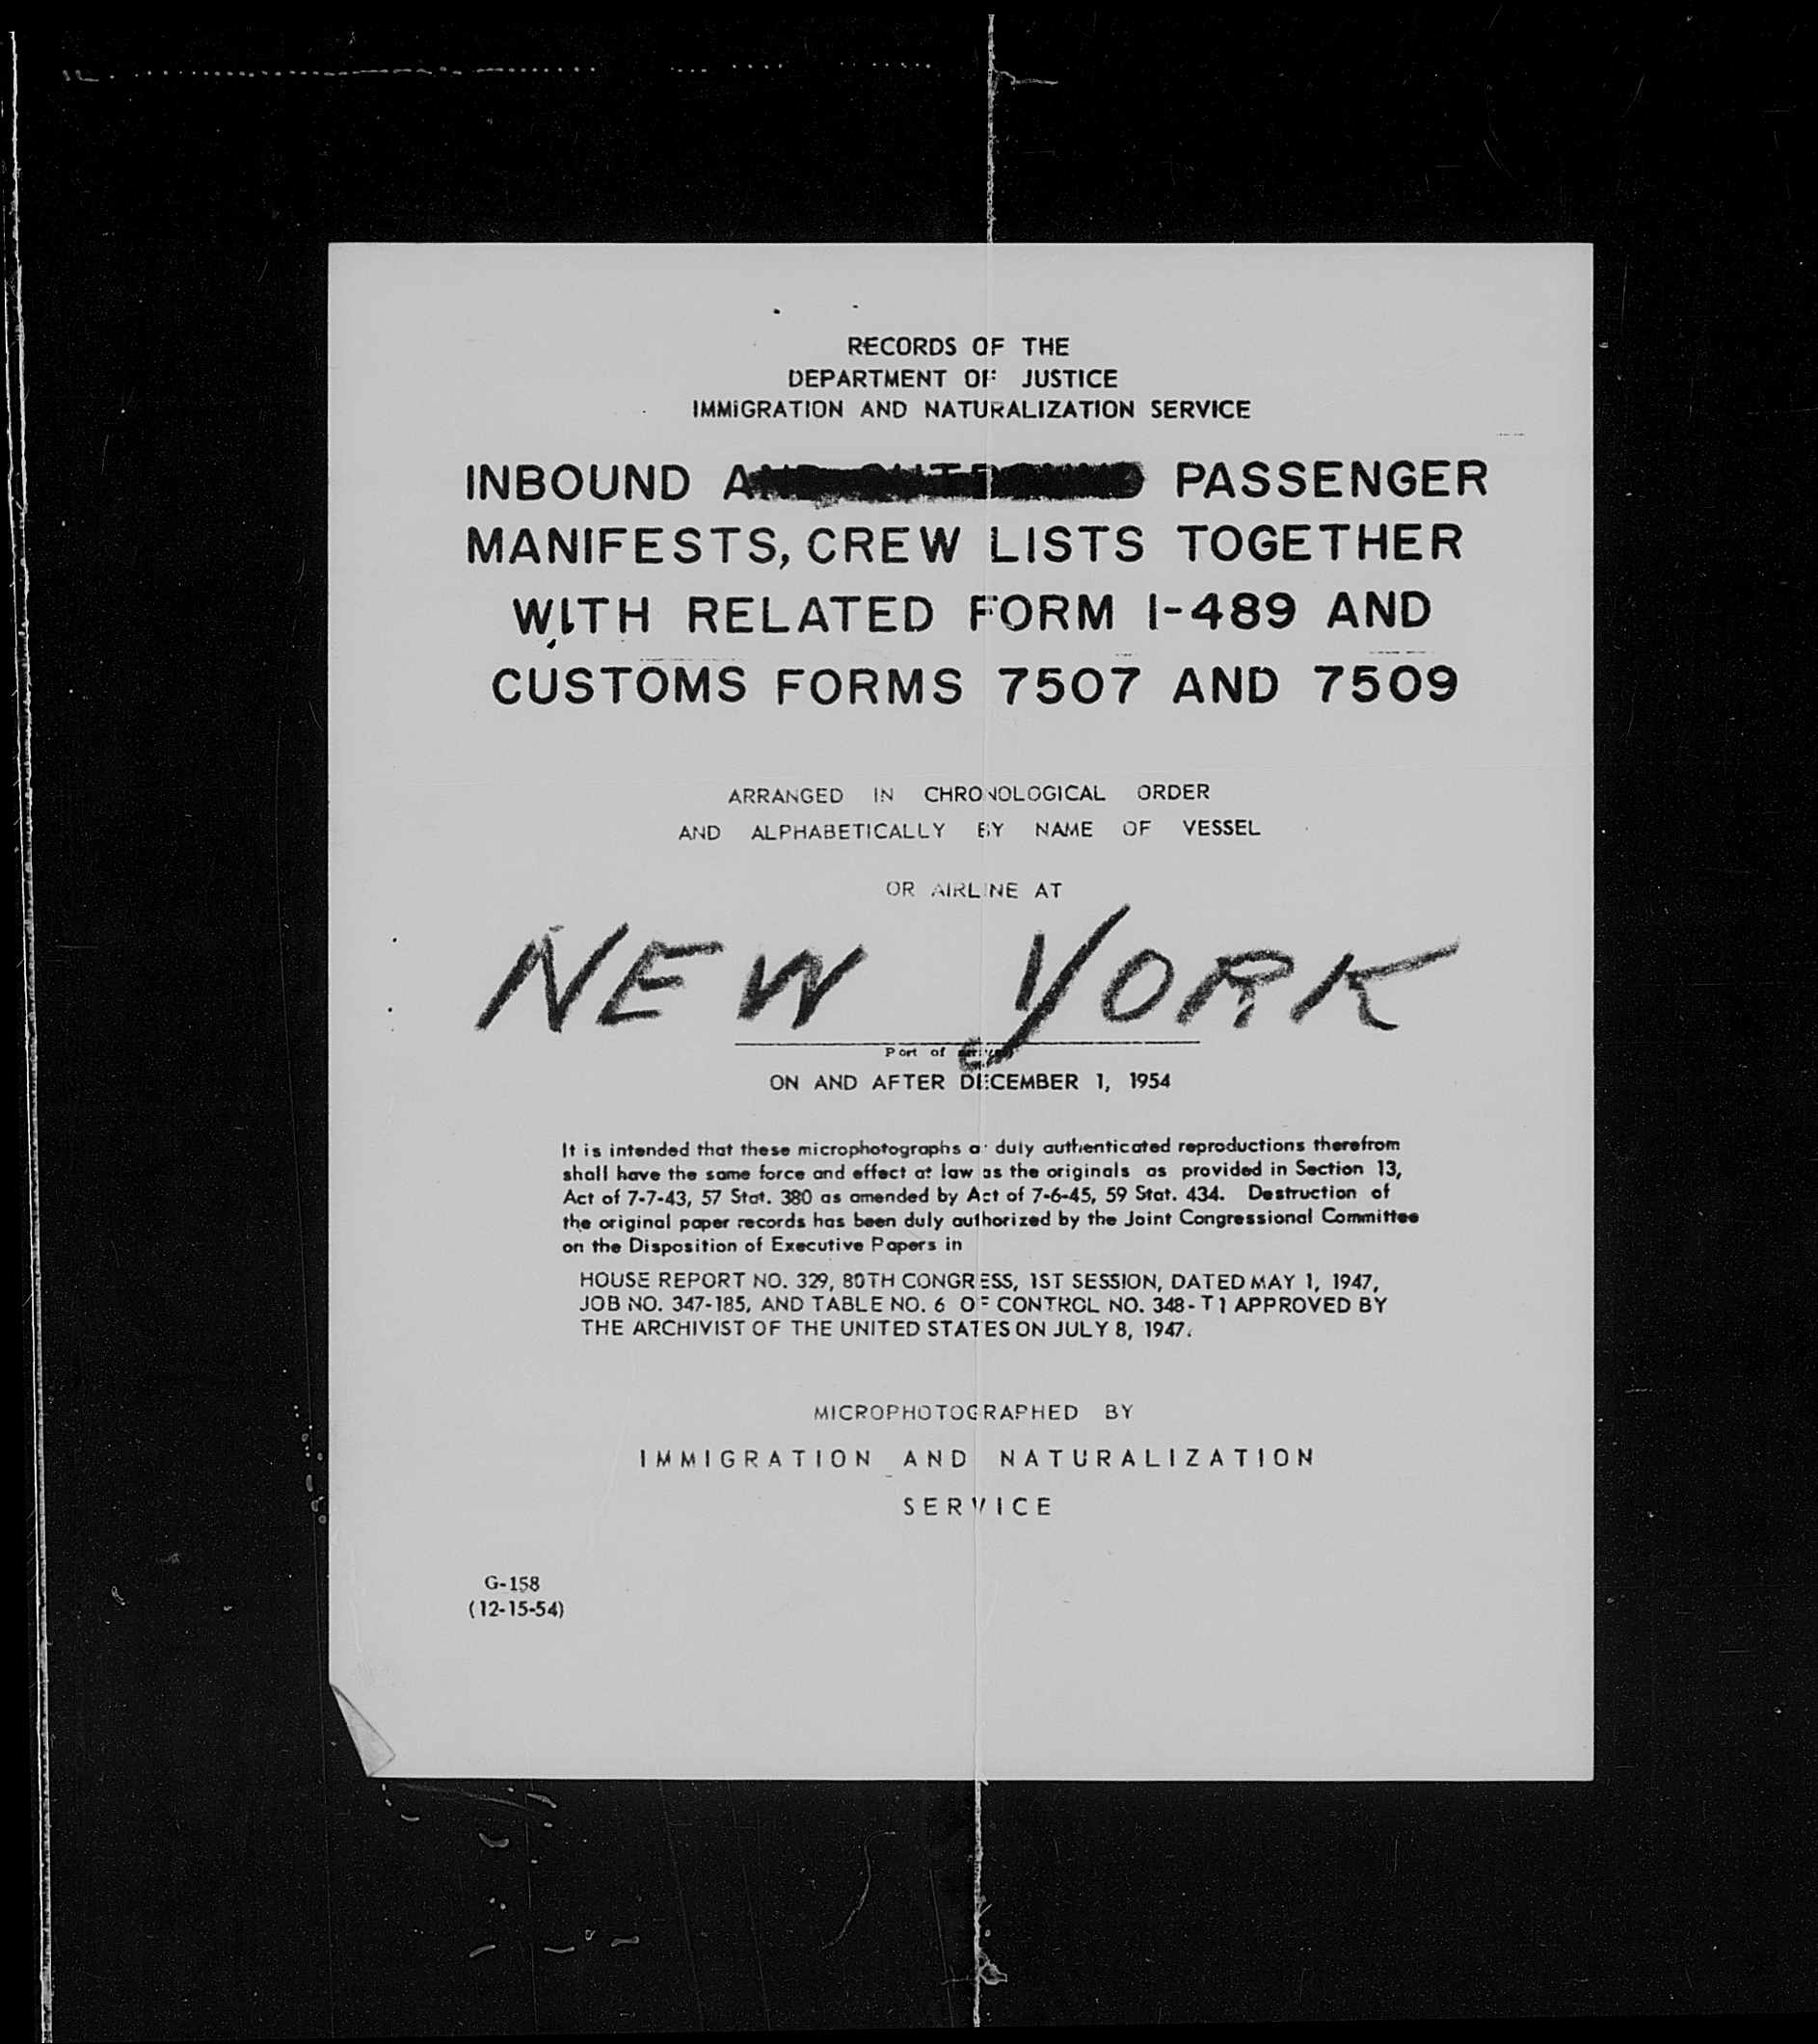 RECORDS OF THE
DEPARTMENT OF JUSTICE
IMMIGRATION AND NATURALIZATION SERVICE
INBOUND AND OUTBOUND PASSENGER
MANIFESTS, CREW LISTS TOGETHER
WITH RELATED FORM I-489 AND
CUSTOMS FORMS 7507 AND 7509
ARRANGED IN CHRONOLOGICAL ORDER
AND ALPHABETICALLY BY NAME OF VESSEL
OR AIRLINE AT
NEW YORK
Port of
ON AND AFTER DECEMBER 1, 1954
It is intended that these microphotographs or duly authenticated reproductions therefrom
shall have the same force and effect at law as the originals as provided in Section 13,
Act of 7-7-43, 57 Stat. 380 as amended by Act of 7-6-45, 59 Stat. 434. Destruction of
the original paper records has been duly authorized by the Joint Congressional Committee
on the Disposition of Executive Papers in
HOUSE REPORT NO. 329, 80TH CONGRESS, 1ST SESSION, DATED MAY 1, 1947,
JOB NO. 347-185, AND TABLE NO. 6 OF CONTROL NO. 348-T1 APPROVED BY
THE ARCHIVIST OF THE UNITED STATES ON JULY 8, 1947.
MICROPHOTOGRAPHED BY
IMMIGRATION AND NATURALIZATION
SERVICE
G-158
(12-15-54)